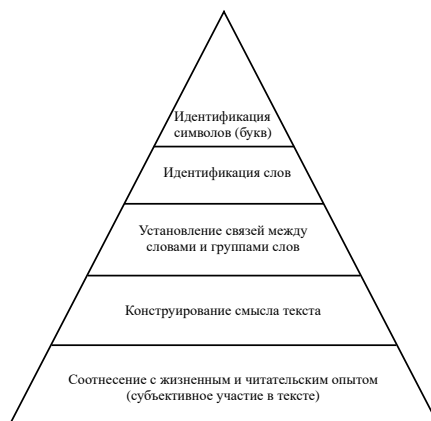 Идентификация
символов (букв)
Идентификация слов
Установление связей между
словами и группами слов
Конструирование смысла текста
Соотнесение с жизненным и читательским опытом
(субъективное участие в тексте)